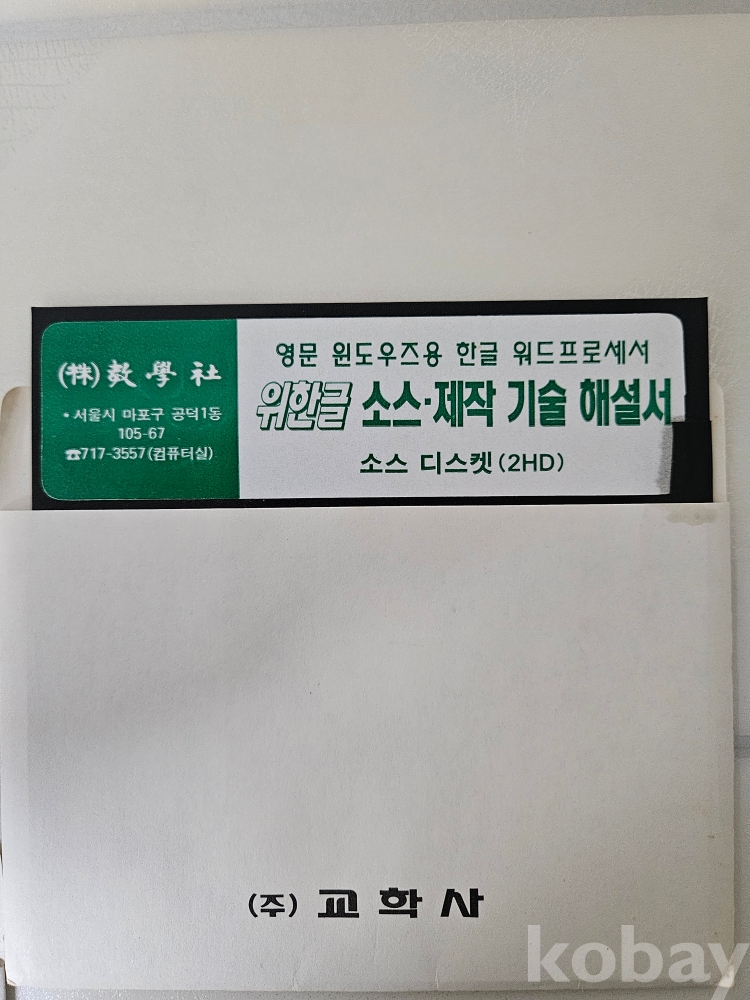 (株) 教學社
• 서울시 마포구 공덕1동
105-67
☎717-3557(컴퓨터실)
영문 윈도우즈용 한글 워드프로세서
위한글 소스·제작 기술 해설서
소스 디스켓(2HD)
(주) 교학사
kobay